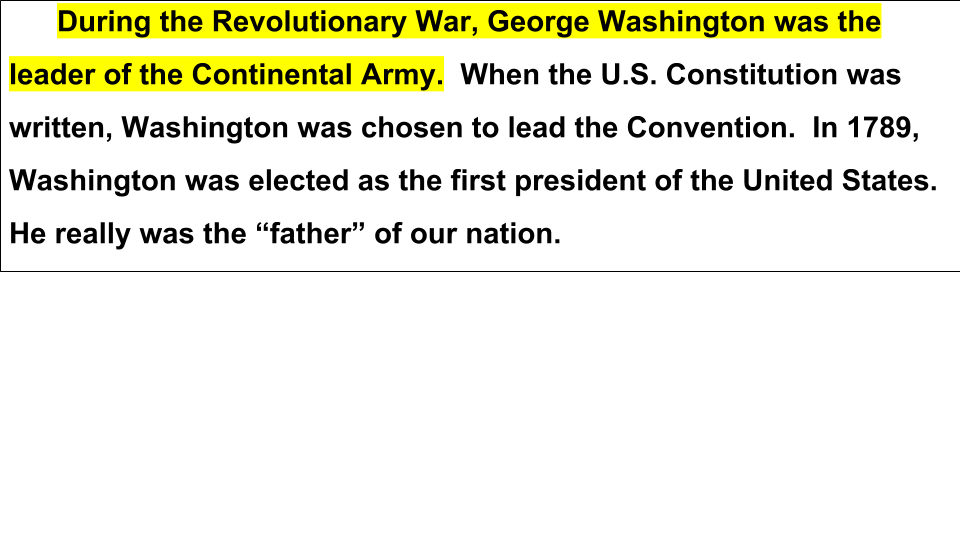 During the Revolutionary War, George Washington was the
leader of the Continental Army.  When the U.S. Constitution was
written, Washington was chosen to lead the Convention.  In 1789,
Washington was elected as the first president of the United States.
He really was the “father” of our nation.